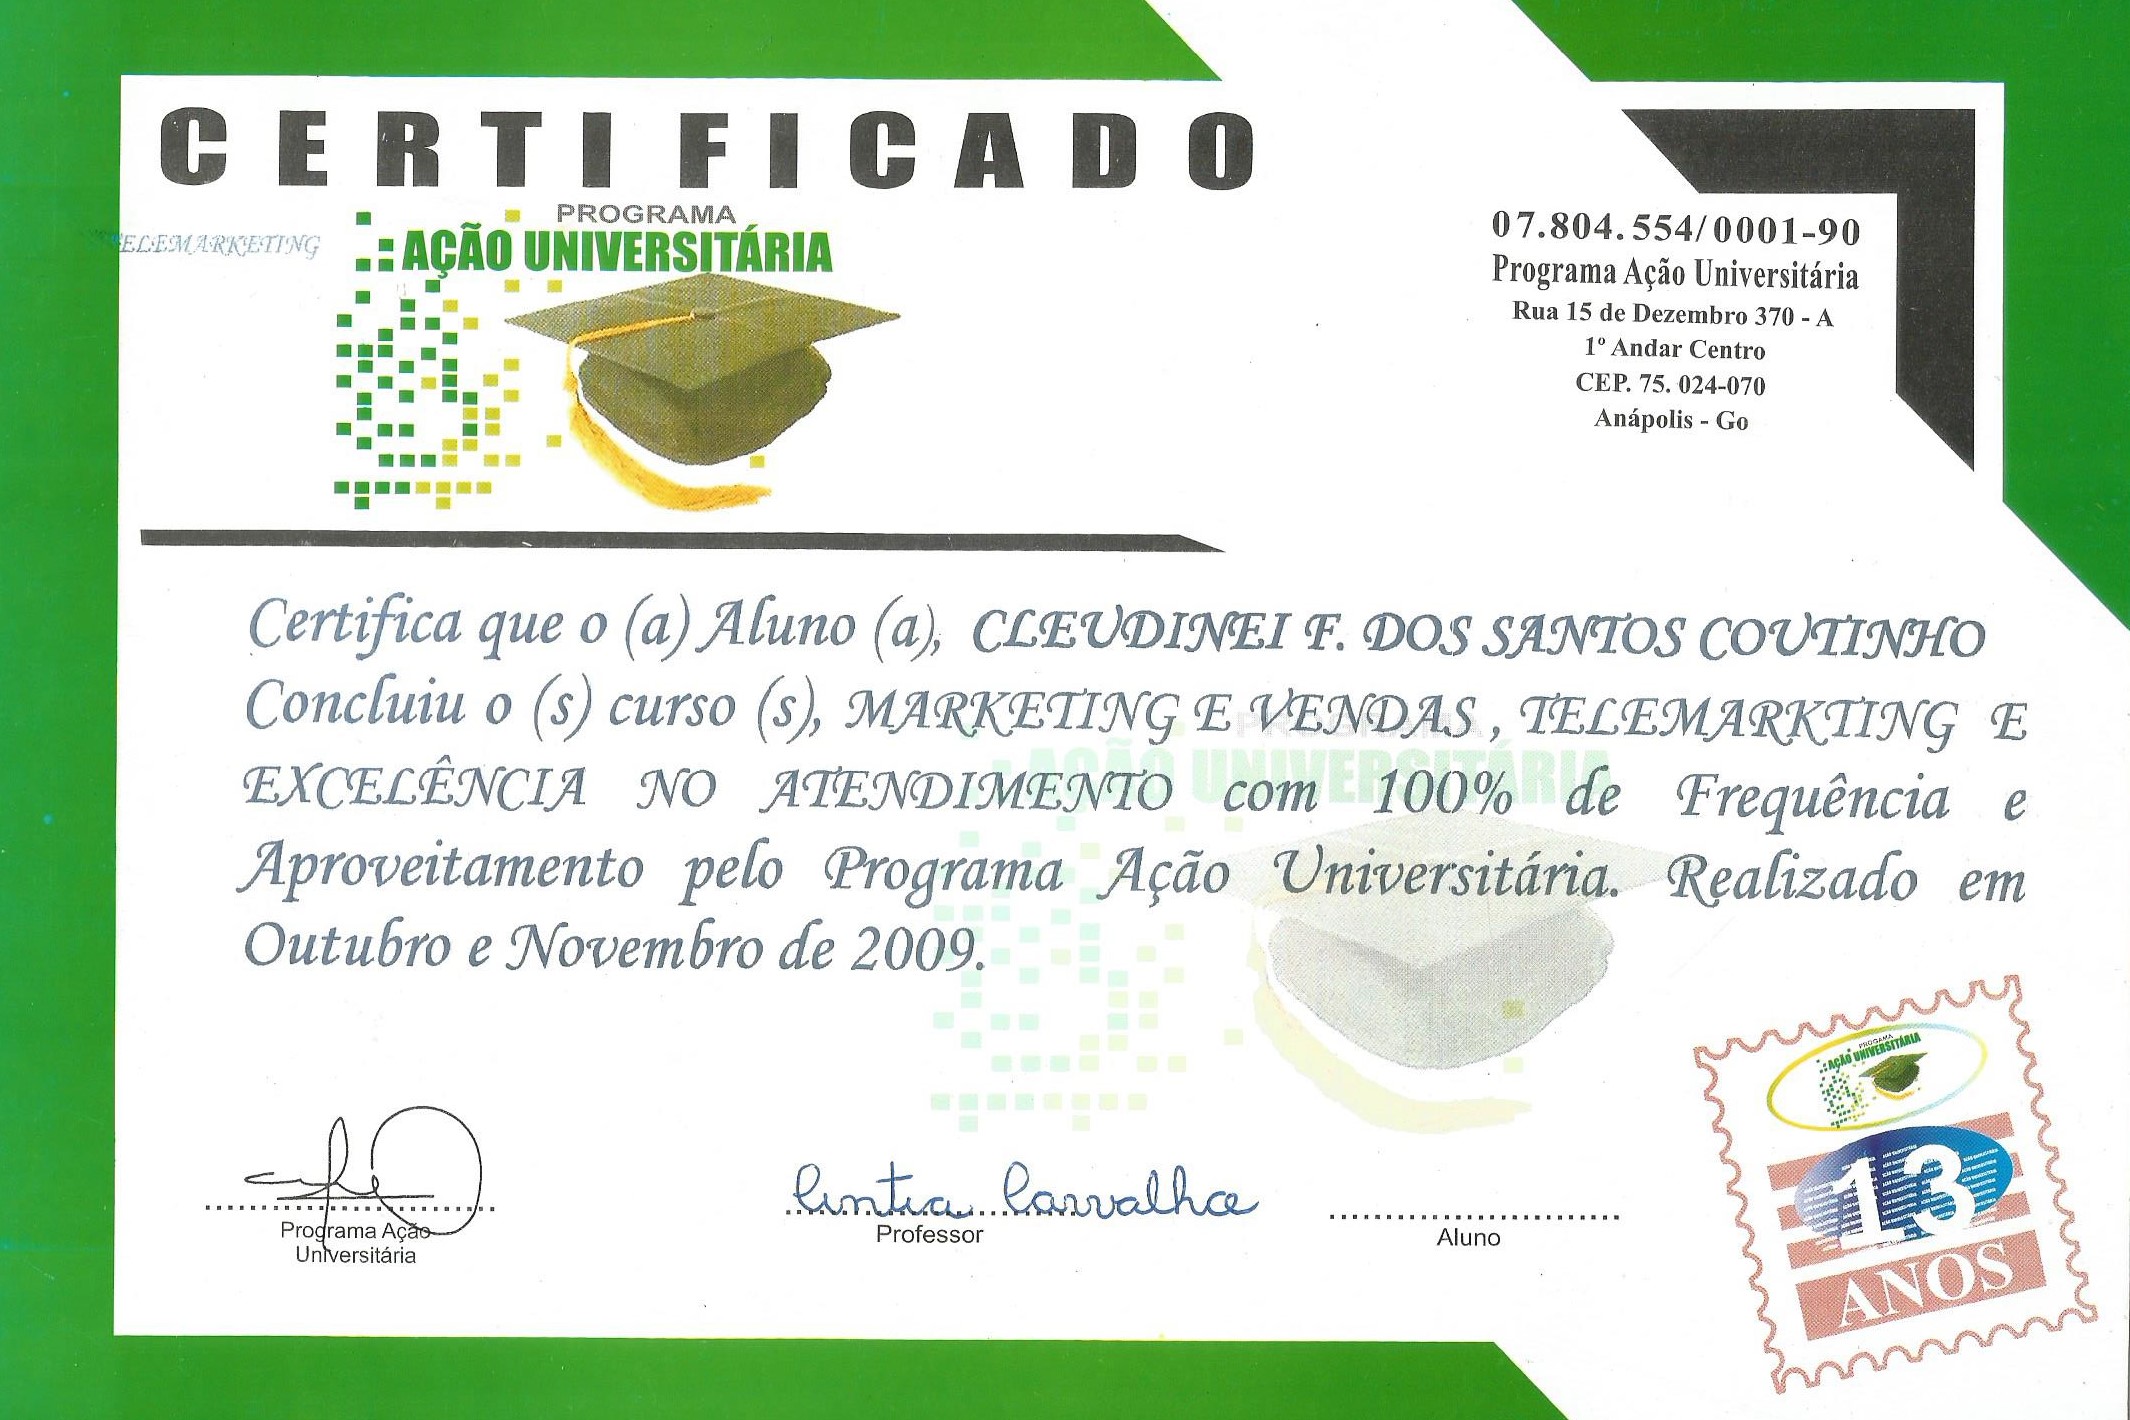 CERTIFICADO
PROGRAMA
AÇÃO UNIVERSITÁRIA
TELEMARKETING
07.804.554/0001-90
Programa Ação Universitária
Rua 15 de Dezembro 370 - A
1º Andar Centro
CEP. 75. 024-070
Anápolis - Go
Certifica que o (a) Aluno (a), CLEUDINEI F. DOS SANTOS COUTINHO
Concluiu o (s) curso (s), MARKETING E VENDAS , TELEMARKTING E
EXCELÊNCIA NO ATENDIMENTO com 100% de Frequência e
Aproveitamento pelo Programa Ação Universitária. Realizado em
Outubro e Novembro de 2009.
PROGRAMA
AÇÃO UNIVERSITÁRIA
PROGAMA
AÇÃO UNIVERSITÁRIA
13
ANOS
Cintia Carvalho
Programa Ação
Universitária
Professor
Aluno